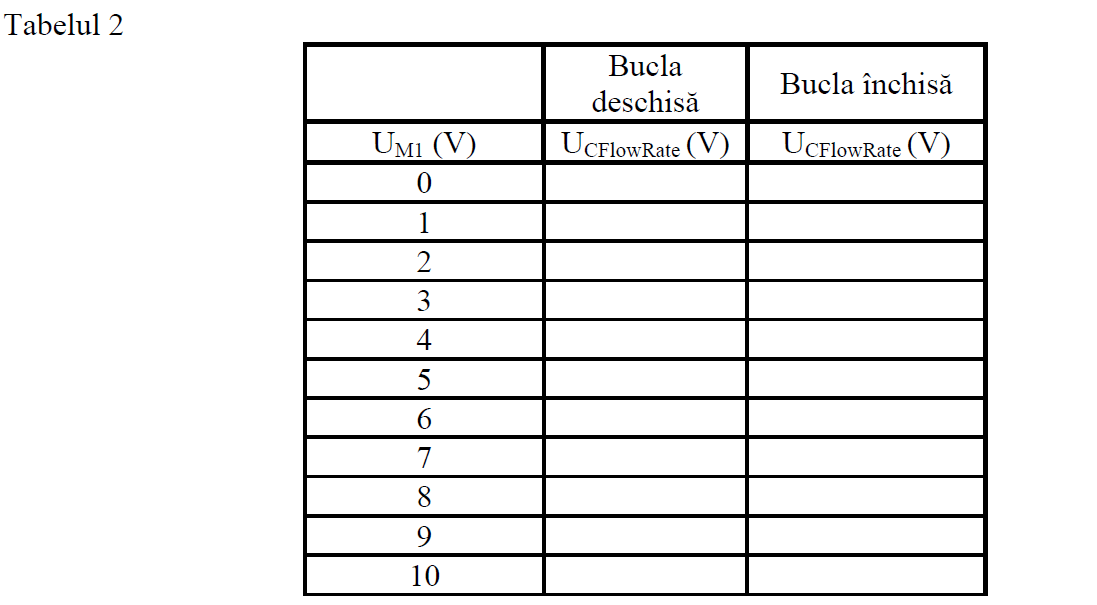 Tabelul 2
Bucla
deschisă
Bucla închisă
UM1 (V)
UCFlowRate (V)
UCFlowRate (V)
0
1
2
3
4
5
6
7
8
9
10